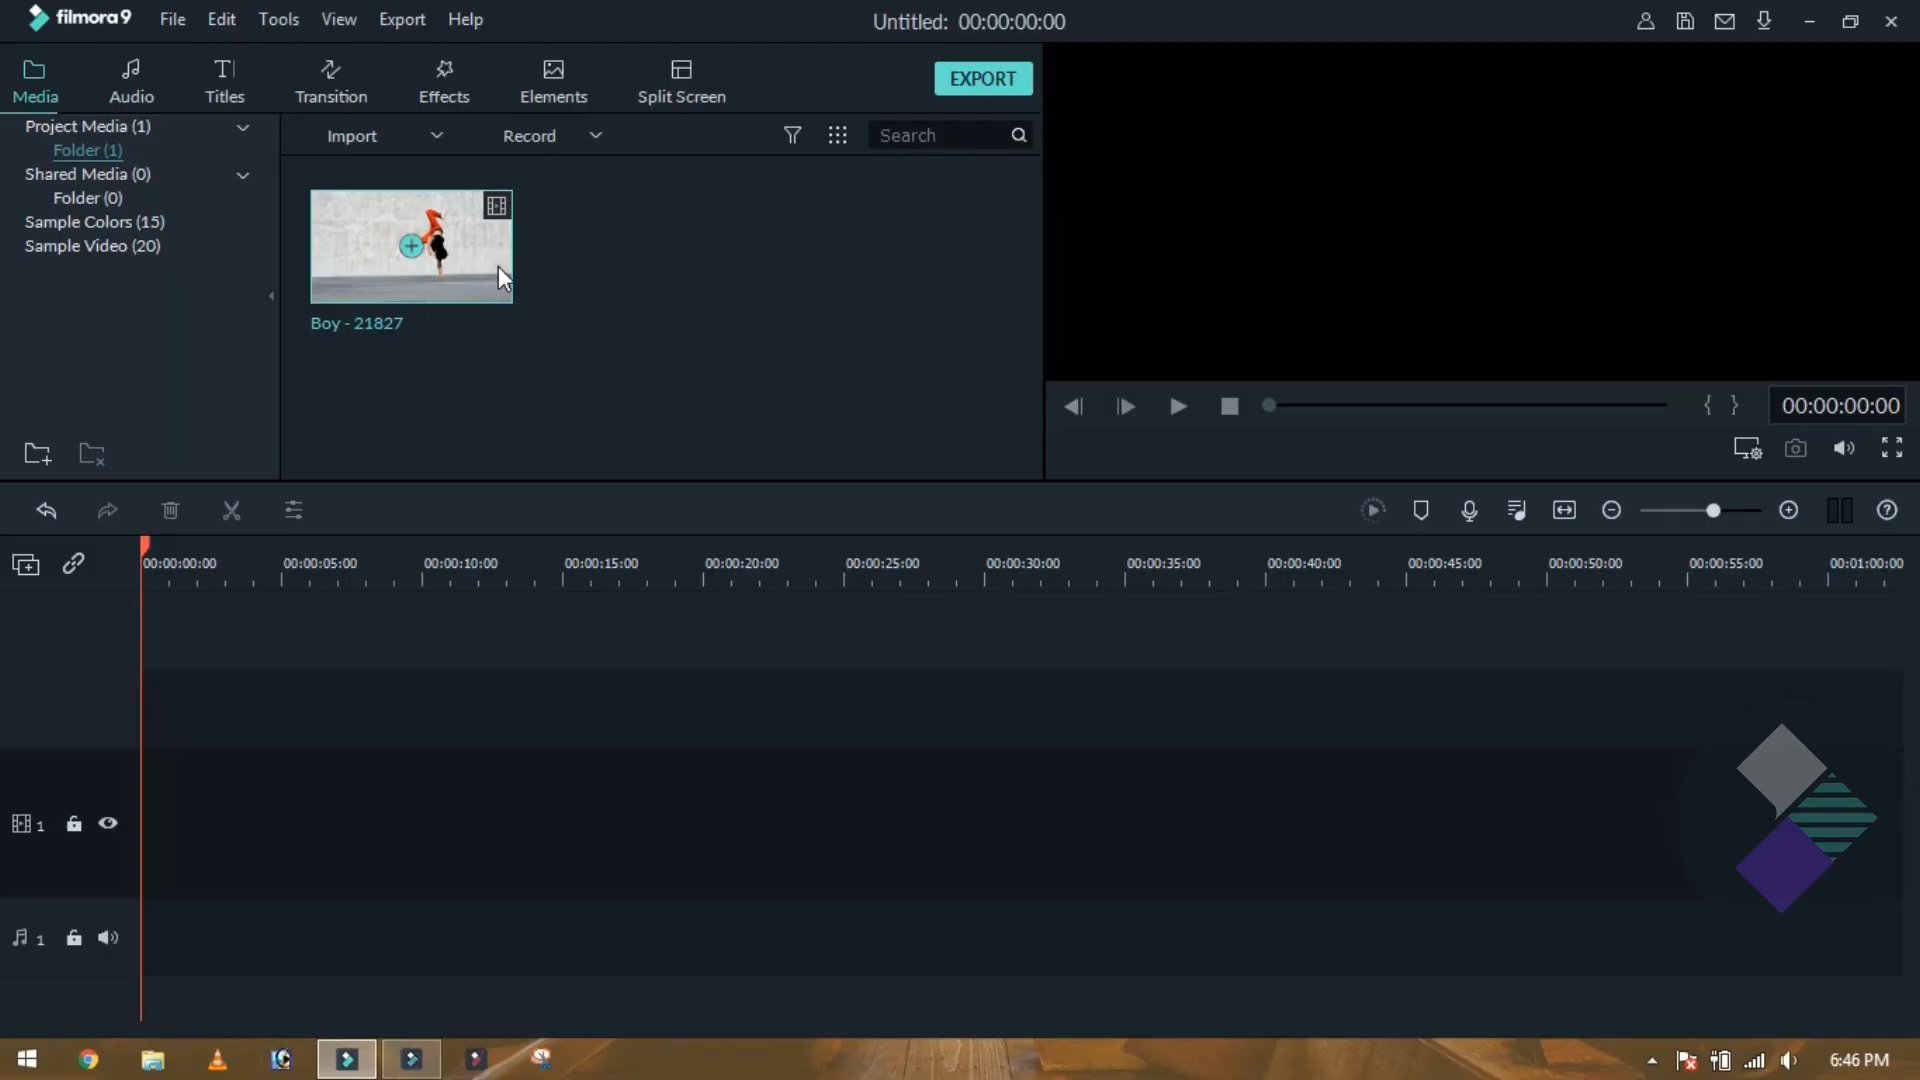 filmora9 File Edit Tools View Export Help Untitled: 00:00:00:00
Media Audio Titles Transition Effects Elements Split Screen EXPORT
Project Media (1)
Folder (1)
Shared Media (0)
Folder (0)
Sample Colors (15)
Sample Video (20)
Import Record Search
Boy - 21827
{ } 00:00:00:00
00:00:00:00 00:00:05:00 00:00:10:00 00:00:15:00 00:00:20:00 00:00:25:00 00:00:30:00 00:00:35:00 00:00:40:00 00:00:45:00 00:00:50:00 00:00:55:00 00:01:00:00
1
1
6:46 PM